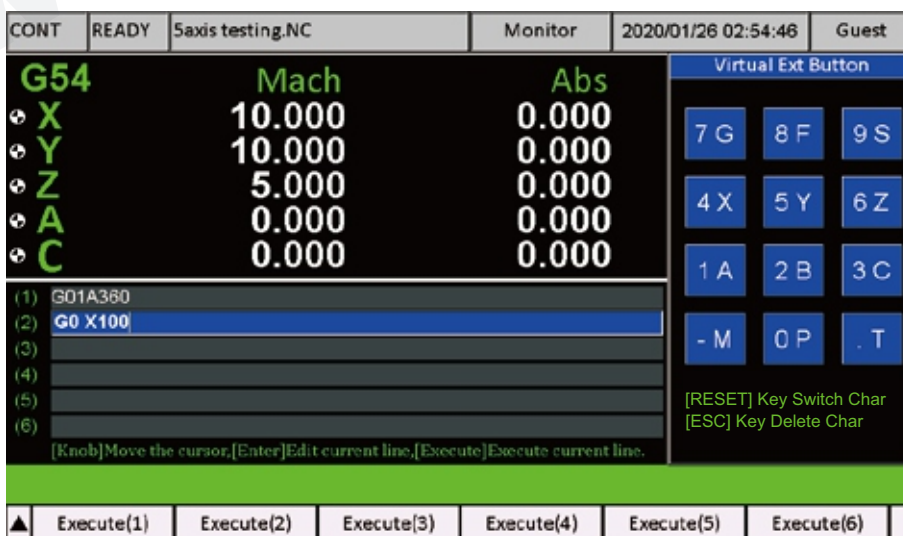 CONT READY 5axis testing.NC Monitor 2020/01/26 02:54:46 Guest
G54 Mach Abs
X 10.000 0.000
Y 10.000 0.000
Z 5.000 0.000
A 0.000 0.000
C 0.000 0.000
Virtual Ext Button
7 G 8 F 9 S
4 X 5 Y 6 Z
1 A 2 B 3 C
- M 0 P . T
[RESET] Key Switch Char
[ESC] Key Delete Char
(1) G01A360
(2) G0 X100
(3)
(4)
(5)
(6)
[Knob]Move the cursor,[Enter]Edit current line,[Execute]Execute current line.
▲ Execute(1) Execute(2) Execute(3) Execute(4) Execute(5) Execute(6)